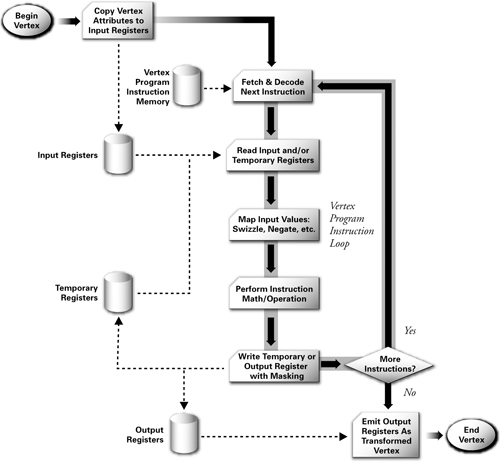 Begin
Vertex
Copy Vertex
Attributes to
Input Registers
Vertex
Program
Instruction
Memory
Fetch & Decode
Next Instruction
Input Registers
Read Input and/or
Temporary Registers
Map Input Values:
Swizzle, Negate, etc.
Vertex
Program
Instruction
Loop
Temporary
Registers
Perform Instruction
Math/Operation
Yes
Write Temporary or
Output Register
with Masking
More
Instructions?
No
Output
Registers
Emit Output
Registers As
Transformed
Vertex
End
Vertex